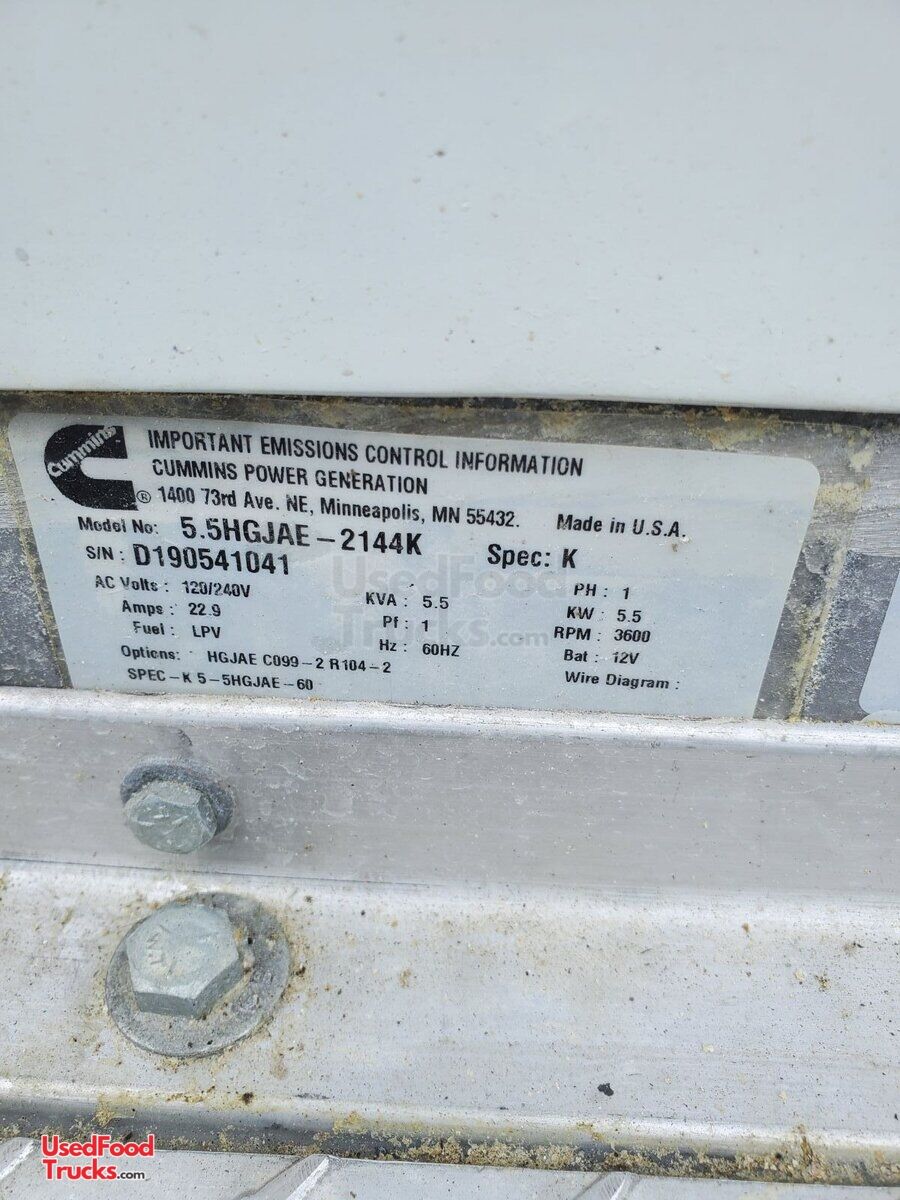 Cummins
®
IMPORTANT EMISSIONS CONTROL INFORMATION
CUMMINS POWER GENERATION
1400 73rd Ave. NE, Minneapolis, MN 55432. Made in U.S.A.
Model No: 5.5HGJAE-2144K Spec: K
S/N: D190541041
AC Volts: 120/240V KVA: 5.5 PH: 1
Amps: 22.9 Pf: 1 KW: 5.5
Fuel: LPV Hz: 60HZ RPM: 3600
Bat: 12V
Options: HGJAE C099-2 R104-2 Wire Diagram:
SPEC-K 5-5HGJAE-60
UsedFood
Trucks.com
UsedFood
Trucks.com